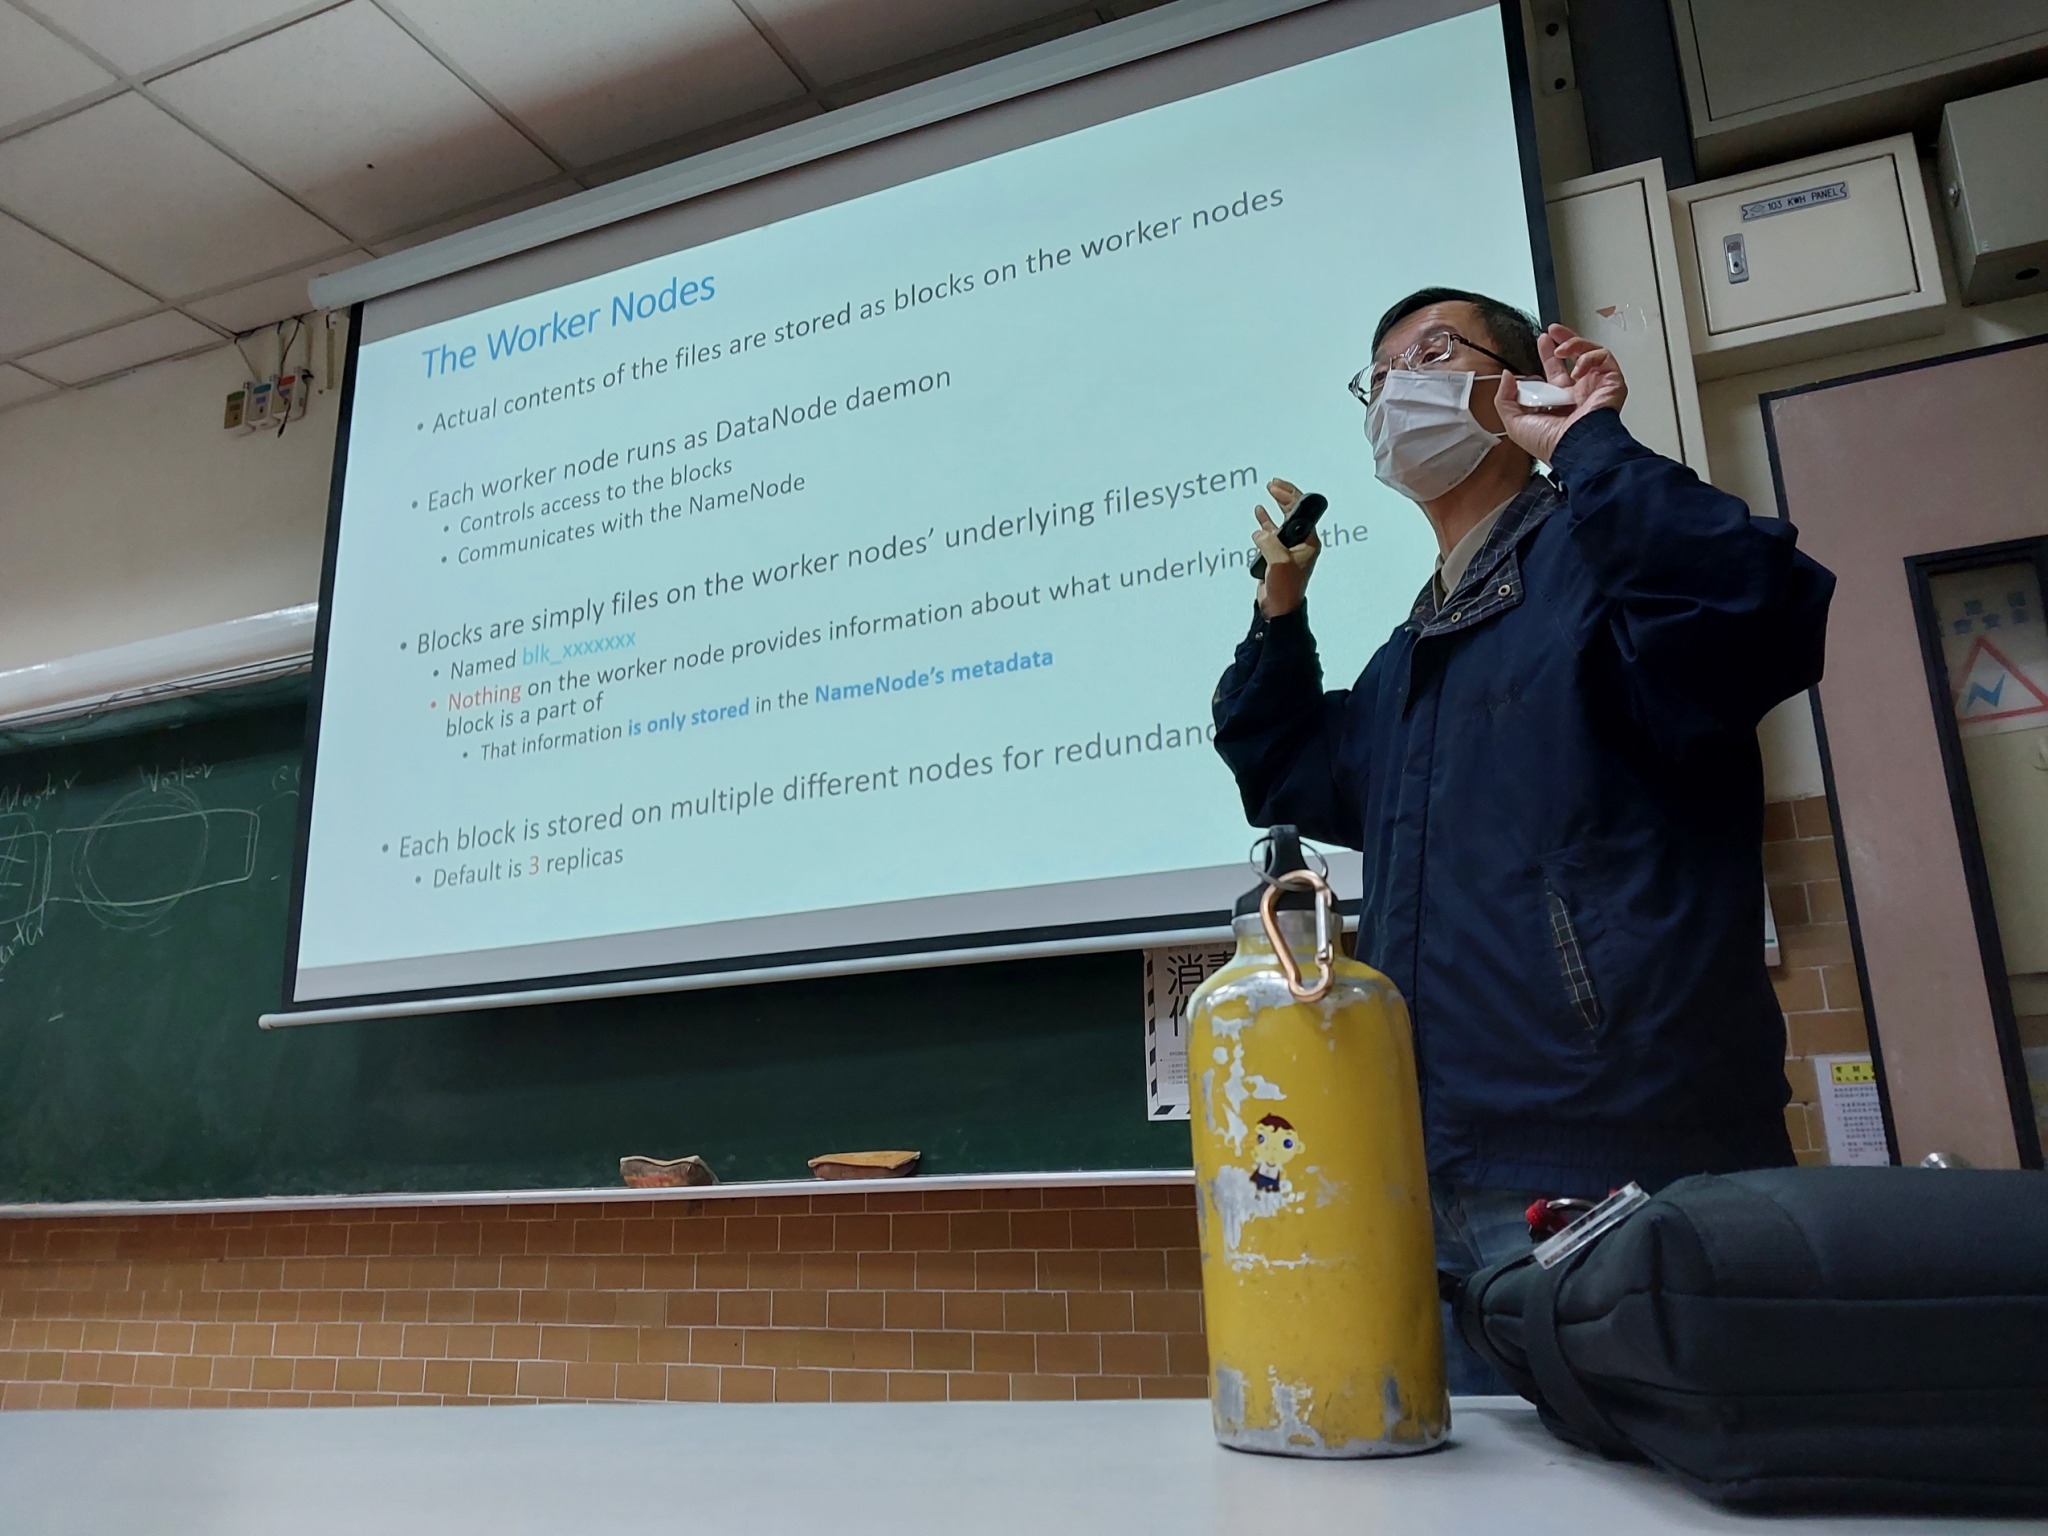 The Worker Nodes
• Actual contents of the files are stored as blocks on the worker nodes
• Each worker node runs as DataNode daemon
• Controls access to the blocks
• Communicates with the NameNode
• Blocks are simply files on the worker nodes’ underlying filesystem
• Named blk_xxxxxxx
• Nothing on the worker node provides information about what underlying the
block is a part of
• That information is only stored in the NameNode’s metadata
• Each block is stored on multiple different nodes for redundanc
• Default is 3 replicas
103 KWH PANEL
Master
Worker
消毒